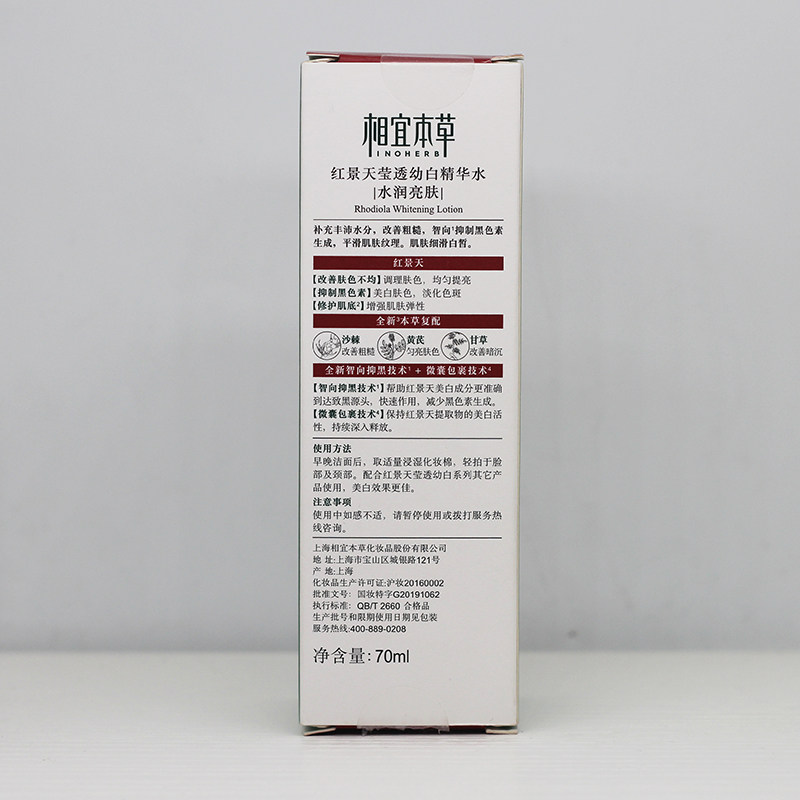 相宜本草
INOHERB
红景天莹透幼白精华水
|水润亮肤|
Rhodiola Whitening Lotion
补充丰沛水分，改善粗糙，智向¹抑制黑色素
生成，平滑肌肤纹理。肌肤细滑白皙。
红景天
【改善肤色不均】调理肤色，均匀提亮
【抑制黑色素】美白肤色，淡化色斑
【修护肌底²】增强肌肤弹性
全新³本草复配
沙棘 黄芪 甘草
改善粗糙 匀亮肤色 改善暗沉
全新智向抑黑技术¹ + 微囊包裹技术⁴
【智向抑黑技术¹】帮助红景天美白成分更准确
到达致黑源头，快速作用，减少黑色素生成。
【微囊包裹技术⁴】保持红景天提取物的美白活
性，持续深入释放。
使用方法
早晚洁面后，取适量浸湿化妆棉，轻拍于脸
部及颈部。配合红景天莹透幼白系列其它产
品使用，美白效果更佳。
注意事项
使用中如感不适，请暂停使用或拨打服务热
线咨询。
上海相宜本草化妆品股份有限公司
地 址:上海市宝山区城银路121号
产 地:上海
化妆品生产许可证:沪妆20160002
批准文号：国妆特字G20191062
执行标准：QB/T 2660 合格品
生产批号和限期使用日期见包装
服务热线:400-889-0208
净含量: 70ml